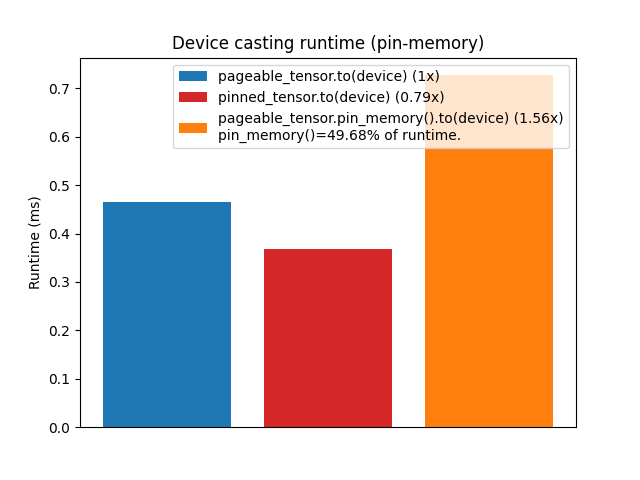 Device casting runtime (pin-memory)
pageable_tensor.to(device) (1x)
pinned_tensor.to(device) (0.79x)
pageable_tensor.pin_memory().to(device) (1.56x)
pin_memory()=49.68% of runtime.
Runtime (ms)
0.7
0.6
0.5
0.4
0.3
0.2
0.1
0.0